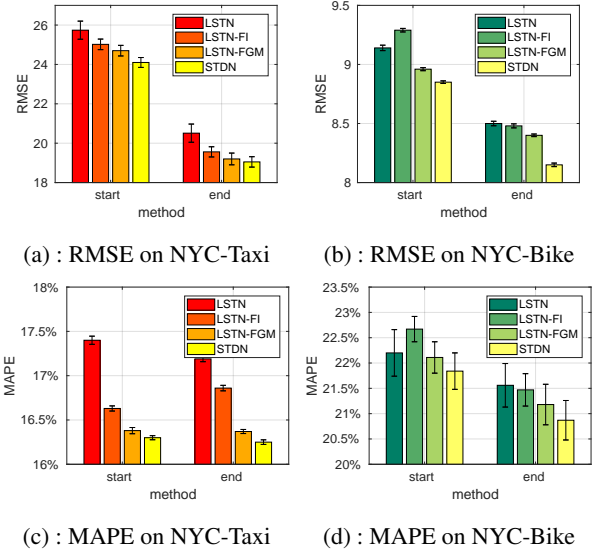 26
24
22
20
18
RMSE
start
end
method
LSTN
LSTN-FI
LSTN-FGM
STDN
(a) : RMSE on NYC-Taxi
9.5
9
8.5
8
RMSE
start
end
method
LSTN
LSTN-FI
LSTN-FGM
STDN
(b) : RMSE on NYC-Bike
18%
17.5%
17%
16.5%
16%
MAPE
start
end
method
LSTN
LSTN-FI
LSTN-FGM
STDN
(c) : MAPE on NYC-Taxi
23.5%
23%
22.5%
22%
21.5%
21%
20.5%
20%
MAPE
start
end
method
LSTN
LSTN-FI
LSTN-FGM
STDN
(d) : MAPE on NYC-Bike